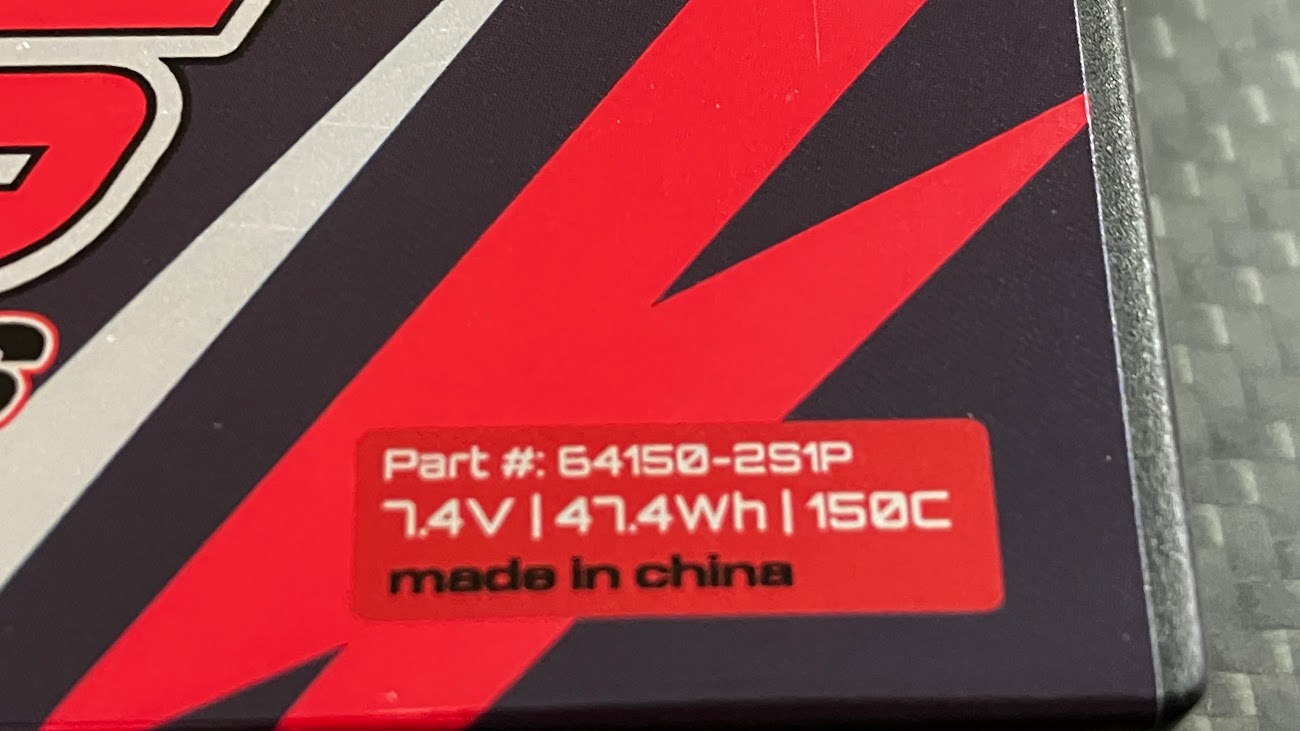 Part #: 64150-2S1P
7.4V | 47.4Wh | 150C
made in china